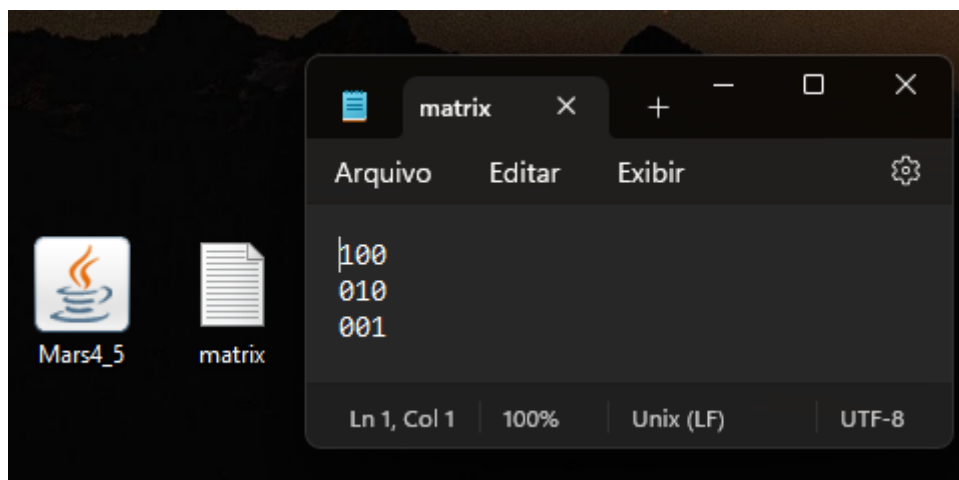 matrix
Arquivo Editar Exibir
100
010
001
Mars4_5 matrix
Ln 1, Col 1 100% Unix (LF) UTF-8